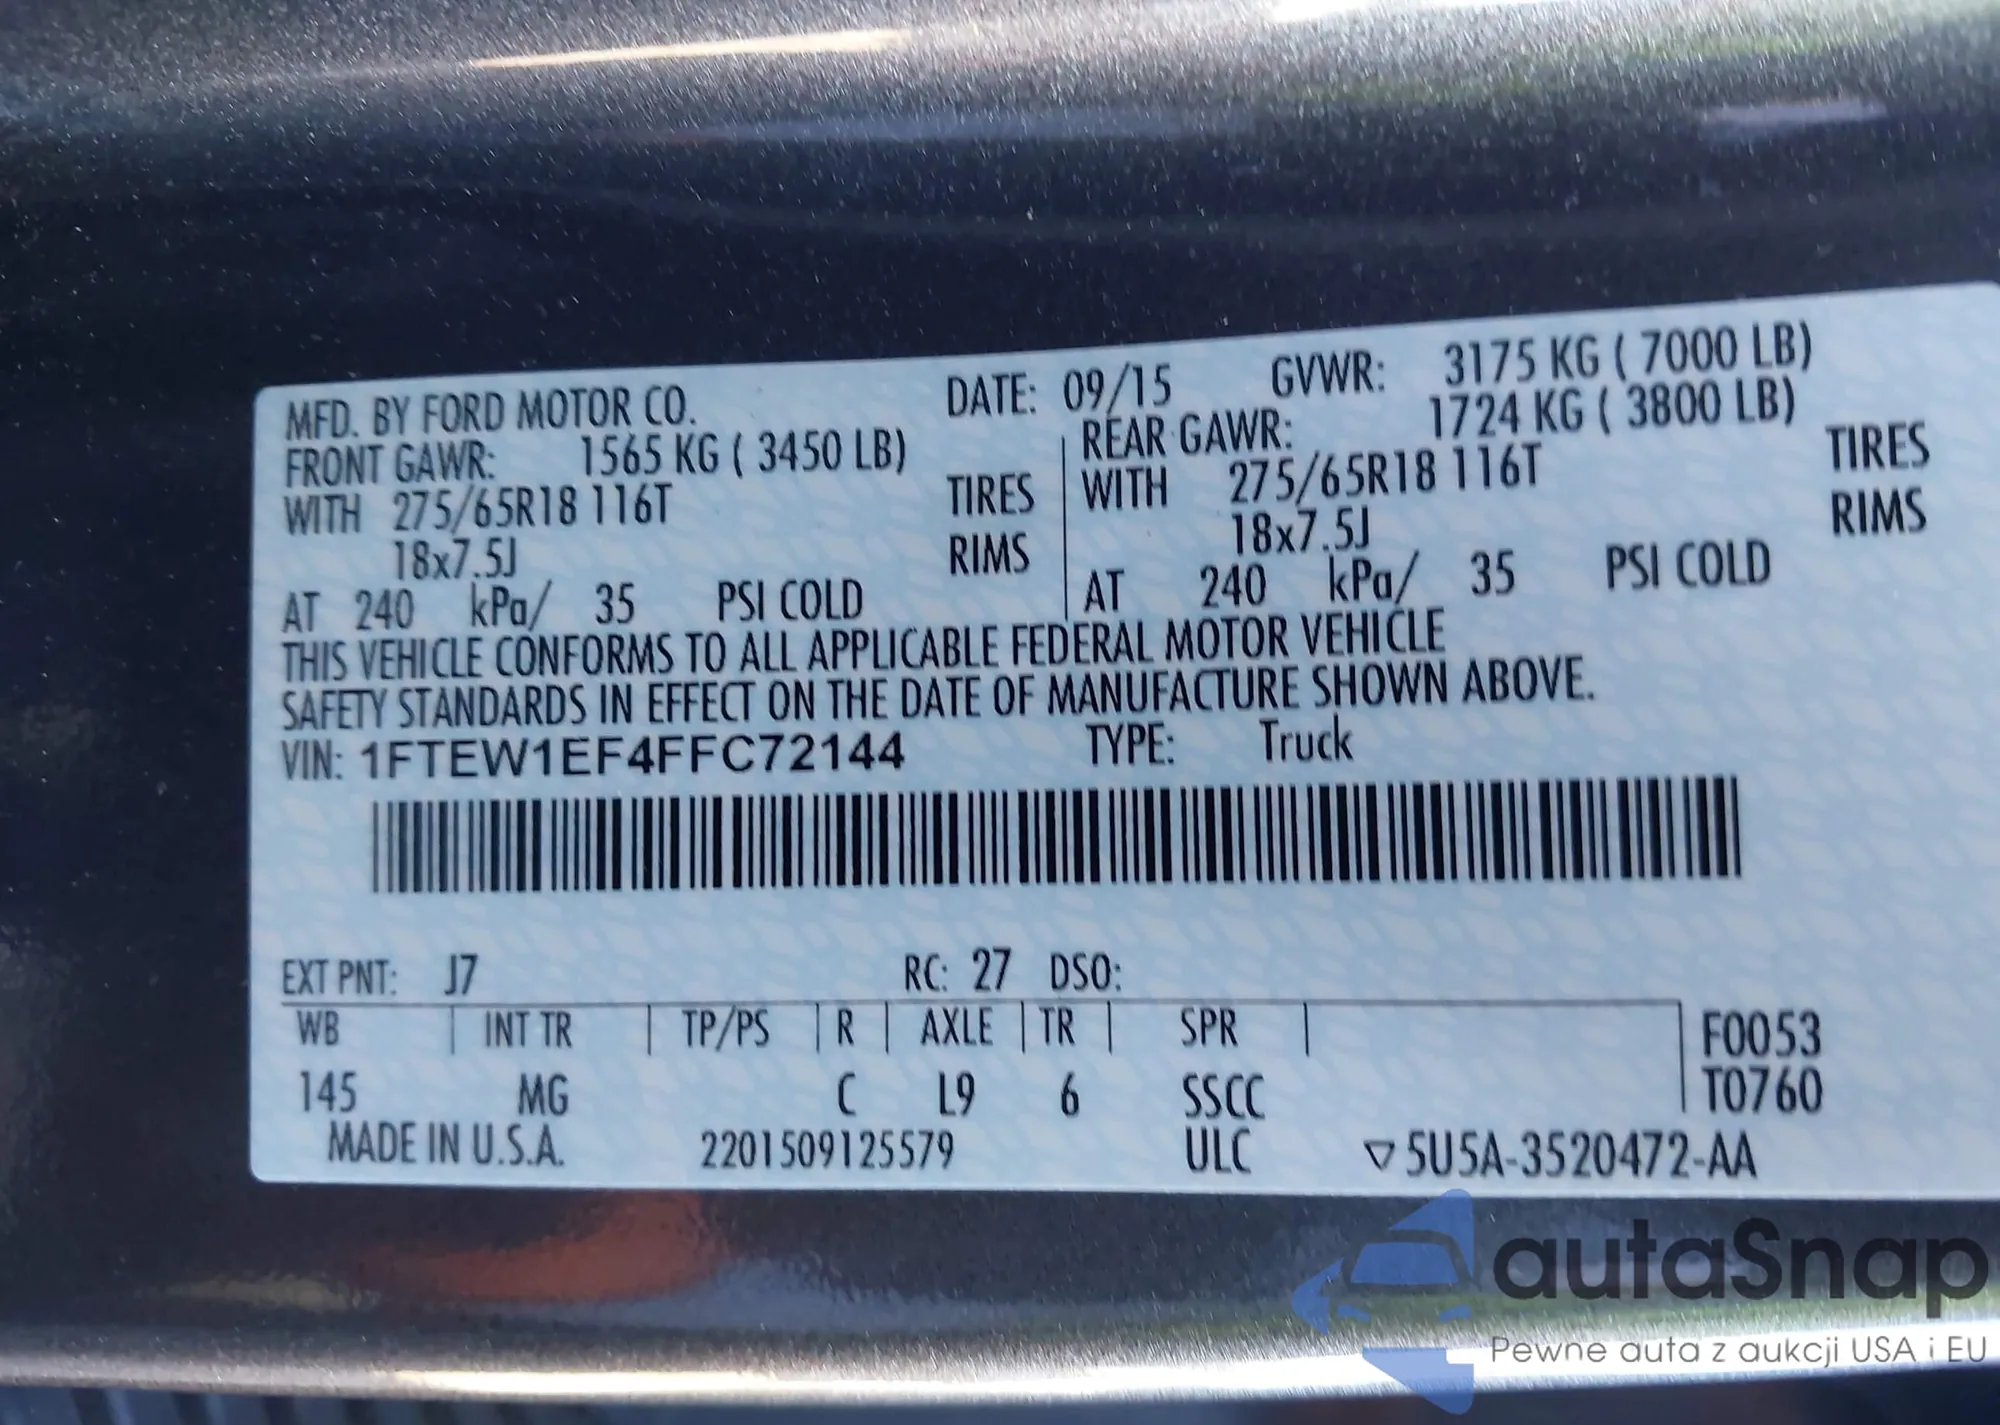 MFD. BY FORD MOTOR CO. DATE: 09/15 GVWR: 3175 KG ( 7000 LB)
FRONT GAWR: 1565 KG ( 3450 LB) REAR GAWR: 1724 KG ( 3800 LB)
WITH 275/65R18 116T TIRES WITH 275/65R18 116T TIRES
18x7.5J RIMS 18x7.5J RIMS
AT 240 kPa/ 35 PSI COLD AT 240 kPa/ 35 PSI COLD
THIS VEHICLE CONFORMS TO ALL APPLICABLE FEDERAL MOTOR VEHICLE
SAFETY STANDARDS IN EFFECT ON THE DATE OF MANUFACTURE SHOWN ABOVE.
VIN: 1FTEW1EF4FFC72144 TYPE: Truck
EXT PNT: J7 RC: 27 DSO:
WB INT TR TP/PS R AXLE TR SPR F0053
145 MG C L9 6 SSCC T0760
MADE IN U.S.A. 2201509125579 ULC ▽5U5A-3520472-AA
autaSnap
Pewne auta z aukcji USA i EU